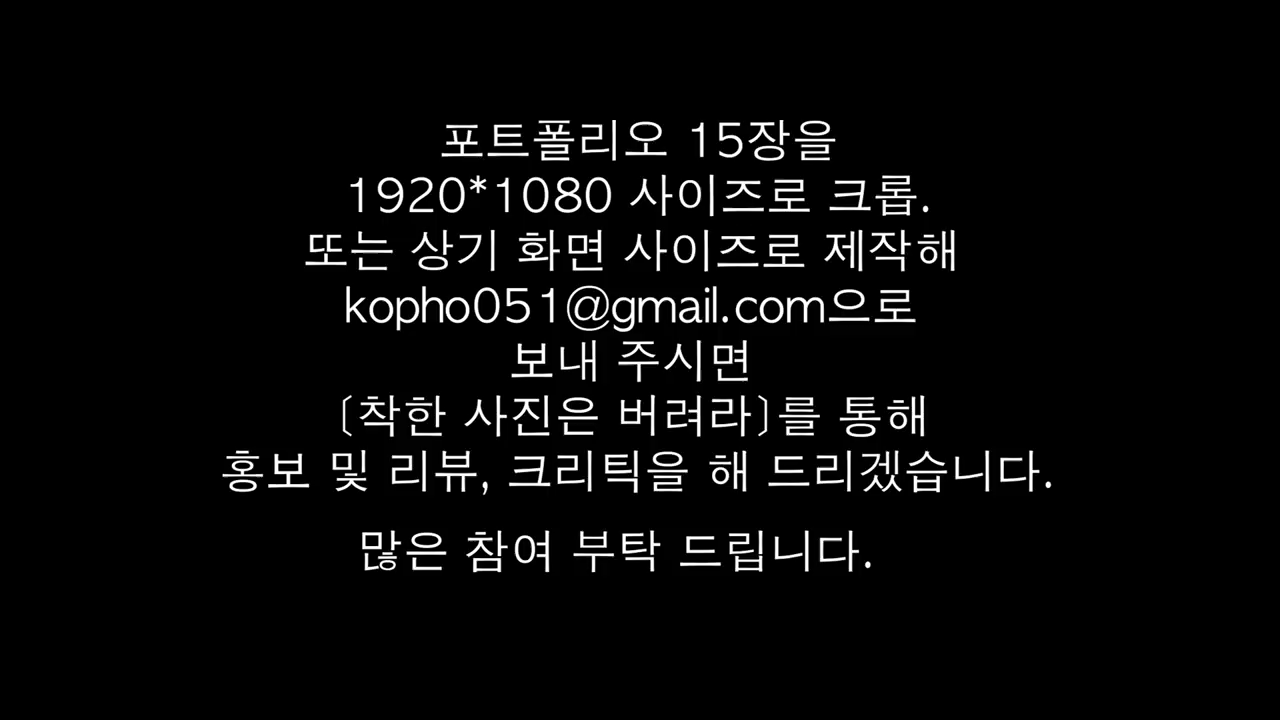 포트폴리오 15장을
1920*1080 사이즈로 크롭.
또는 상기 화면 사이즈로 제작해
kopho051@gmail.com으로
보내 주시면
〔착한 사진은 버려라〕를 통해
홍보 및 리뷰, 크리틱을 해 드리겠습니다.
많은 참여 부탁 드립니다.